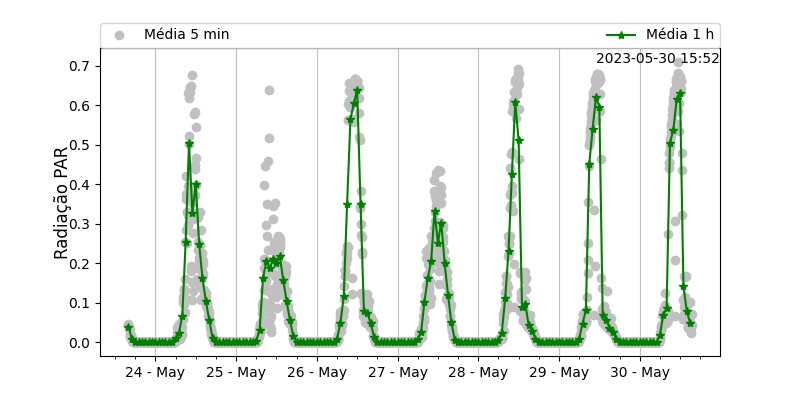 Média 5 min
Média 1 h
2023-05-30 15:52
Radiação PAR
0.7
0.6
0.5
0.4
0.3
0.2
0.1
0.0
24 - May
25 - May
26 - May
27 - May
28 - May
29 - May
30 - May